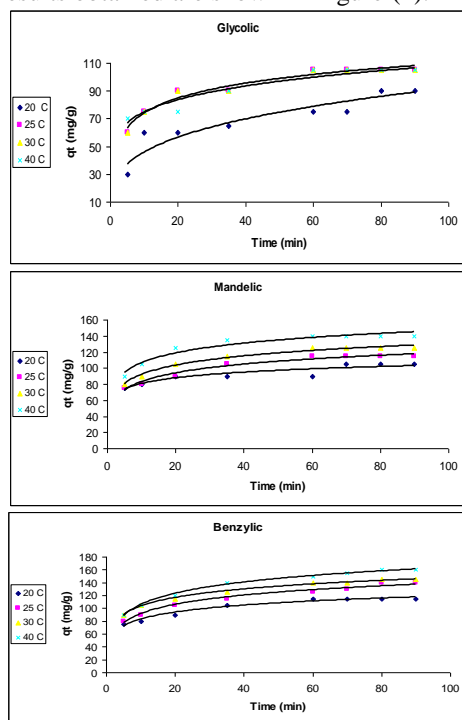 Glycolic
110
90
70
50
30
10
qt (mg/g)
20 C
25 C
30 C
40 C
0 20 40 60 80 100
Time (min)
Mandelic
160
140
120
100
80
60
40
20
0
qt (mg/g)
20 C
25 C
30 C
40 C
0 20 40 60 80 100
Time (min)
Benzylic
180
160
140
120
100
80
60
40
20
0
qt (mg/g)
20 C
25 C
30 C
40 C
0 20 40 60 80 100
Time (min)